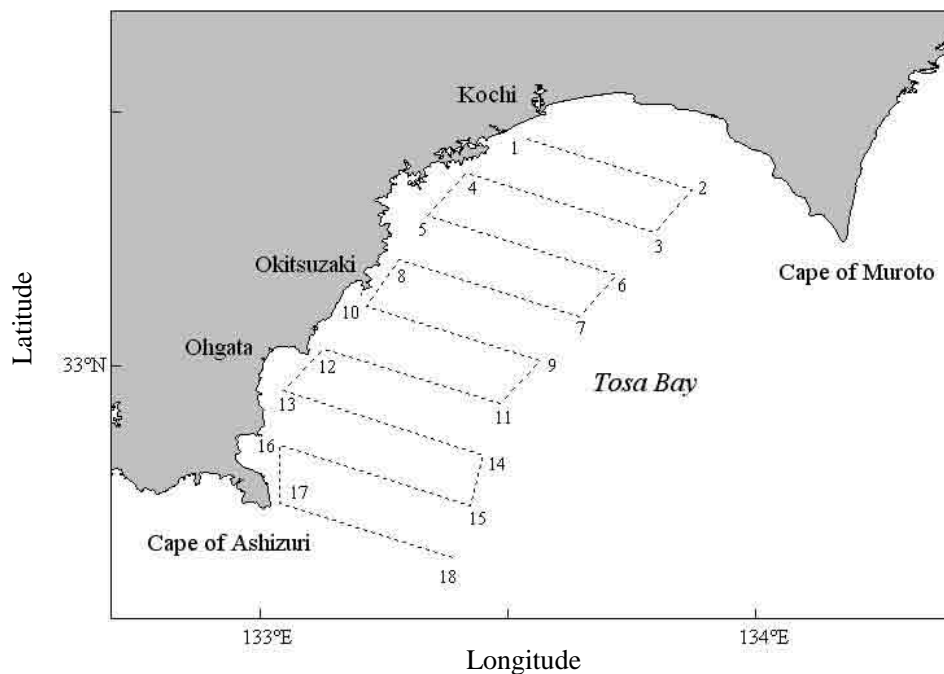 Kochi
1
2
4
3
5
Okitsuzaki
8
6
Cape of Muroto
10
7
Latitude
Ohgata
12
9
33°N
Tosa Bay
13
11
16
14
17
15
Cape of Ashizuri
18
133°E
134°E
Longitude